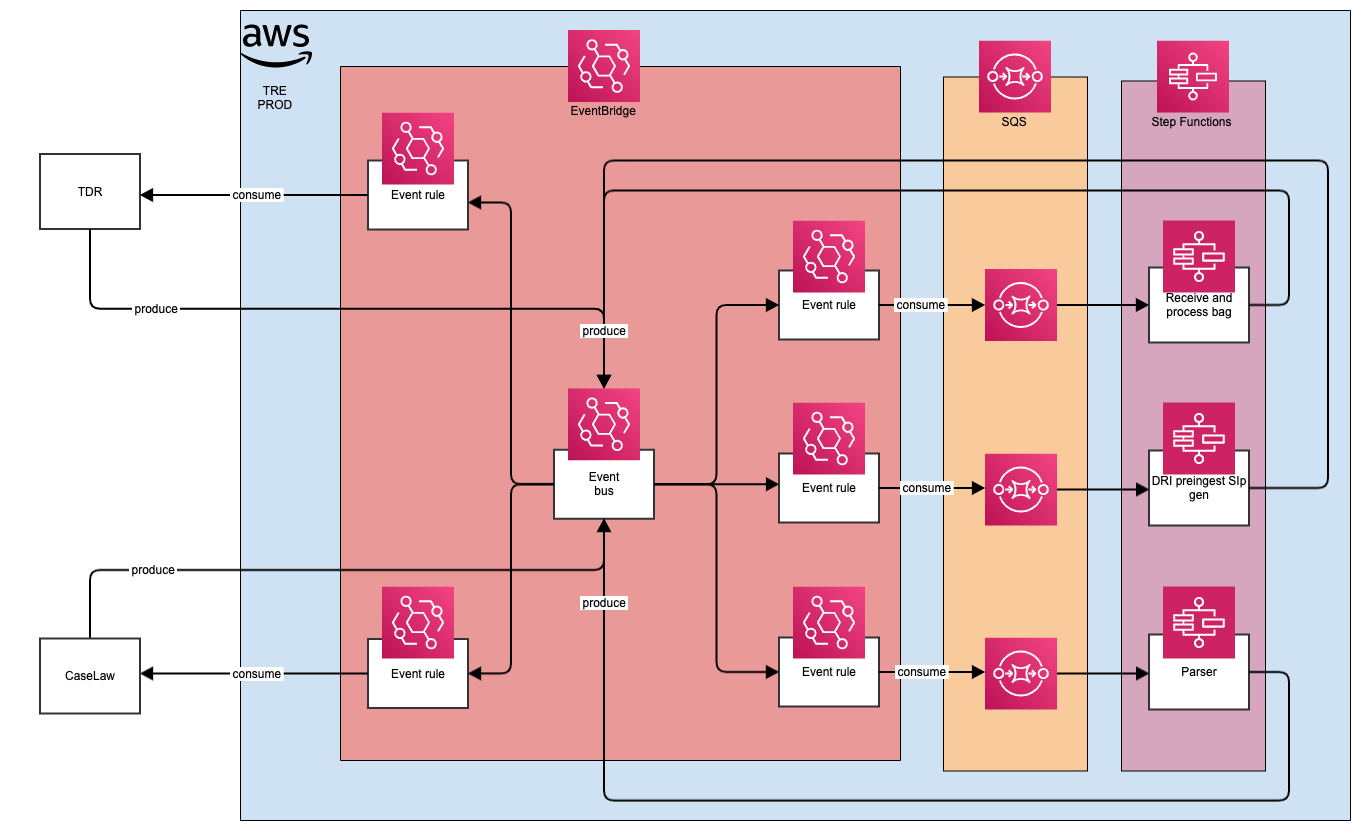 aws
TRE
PROD
EventBridge
SQS
Step Functions
TDR
consume
Event rule
produce
produce
Event rule
consume
Receive and
process bag
Event
bus
Event rule
consume
DRI preingest SIp
gen
produce
produce
CaseLaw
consume
Event rule
Event rule
consume
Parser